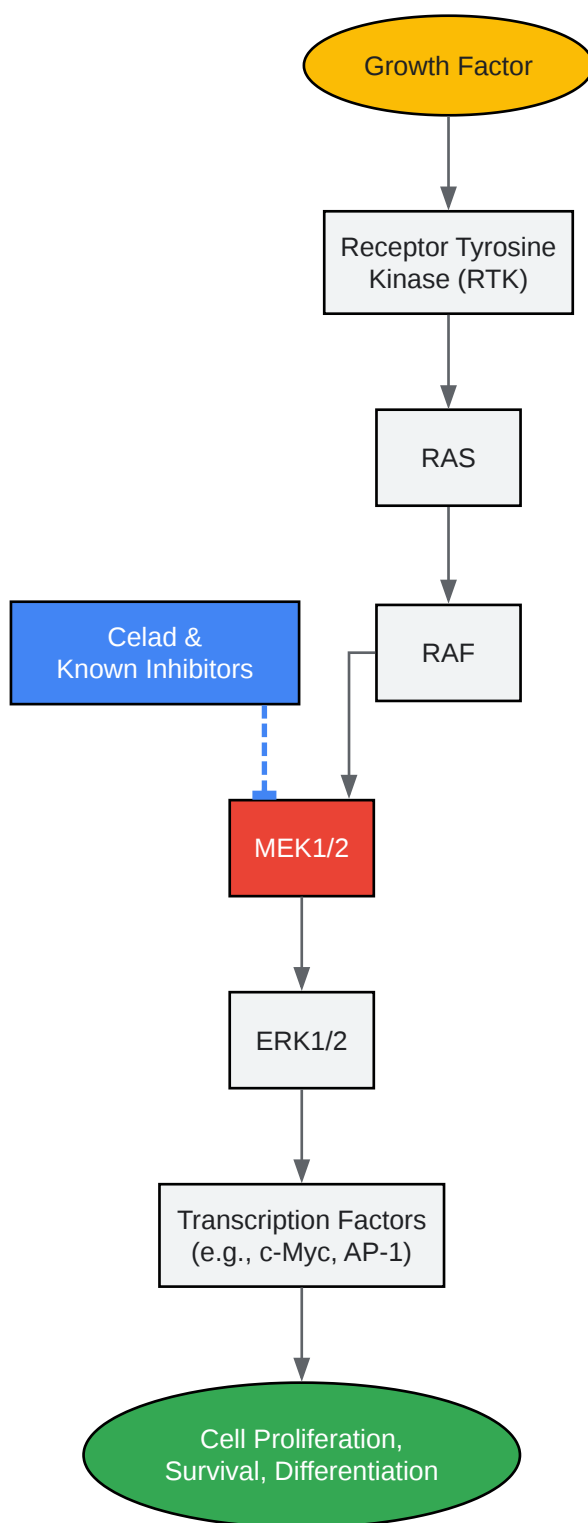 Growth Factor
Receptor Tyrosine
Kinase (RTK)
RAS
Celad &
Known Inhibitors
RAF
MEK1/2
ERK1/2
Transcription Factors
(e.g., c-Myc, AP-1)
Cell Proliferation,
Survival, Differentiation